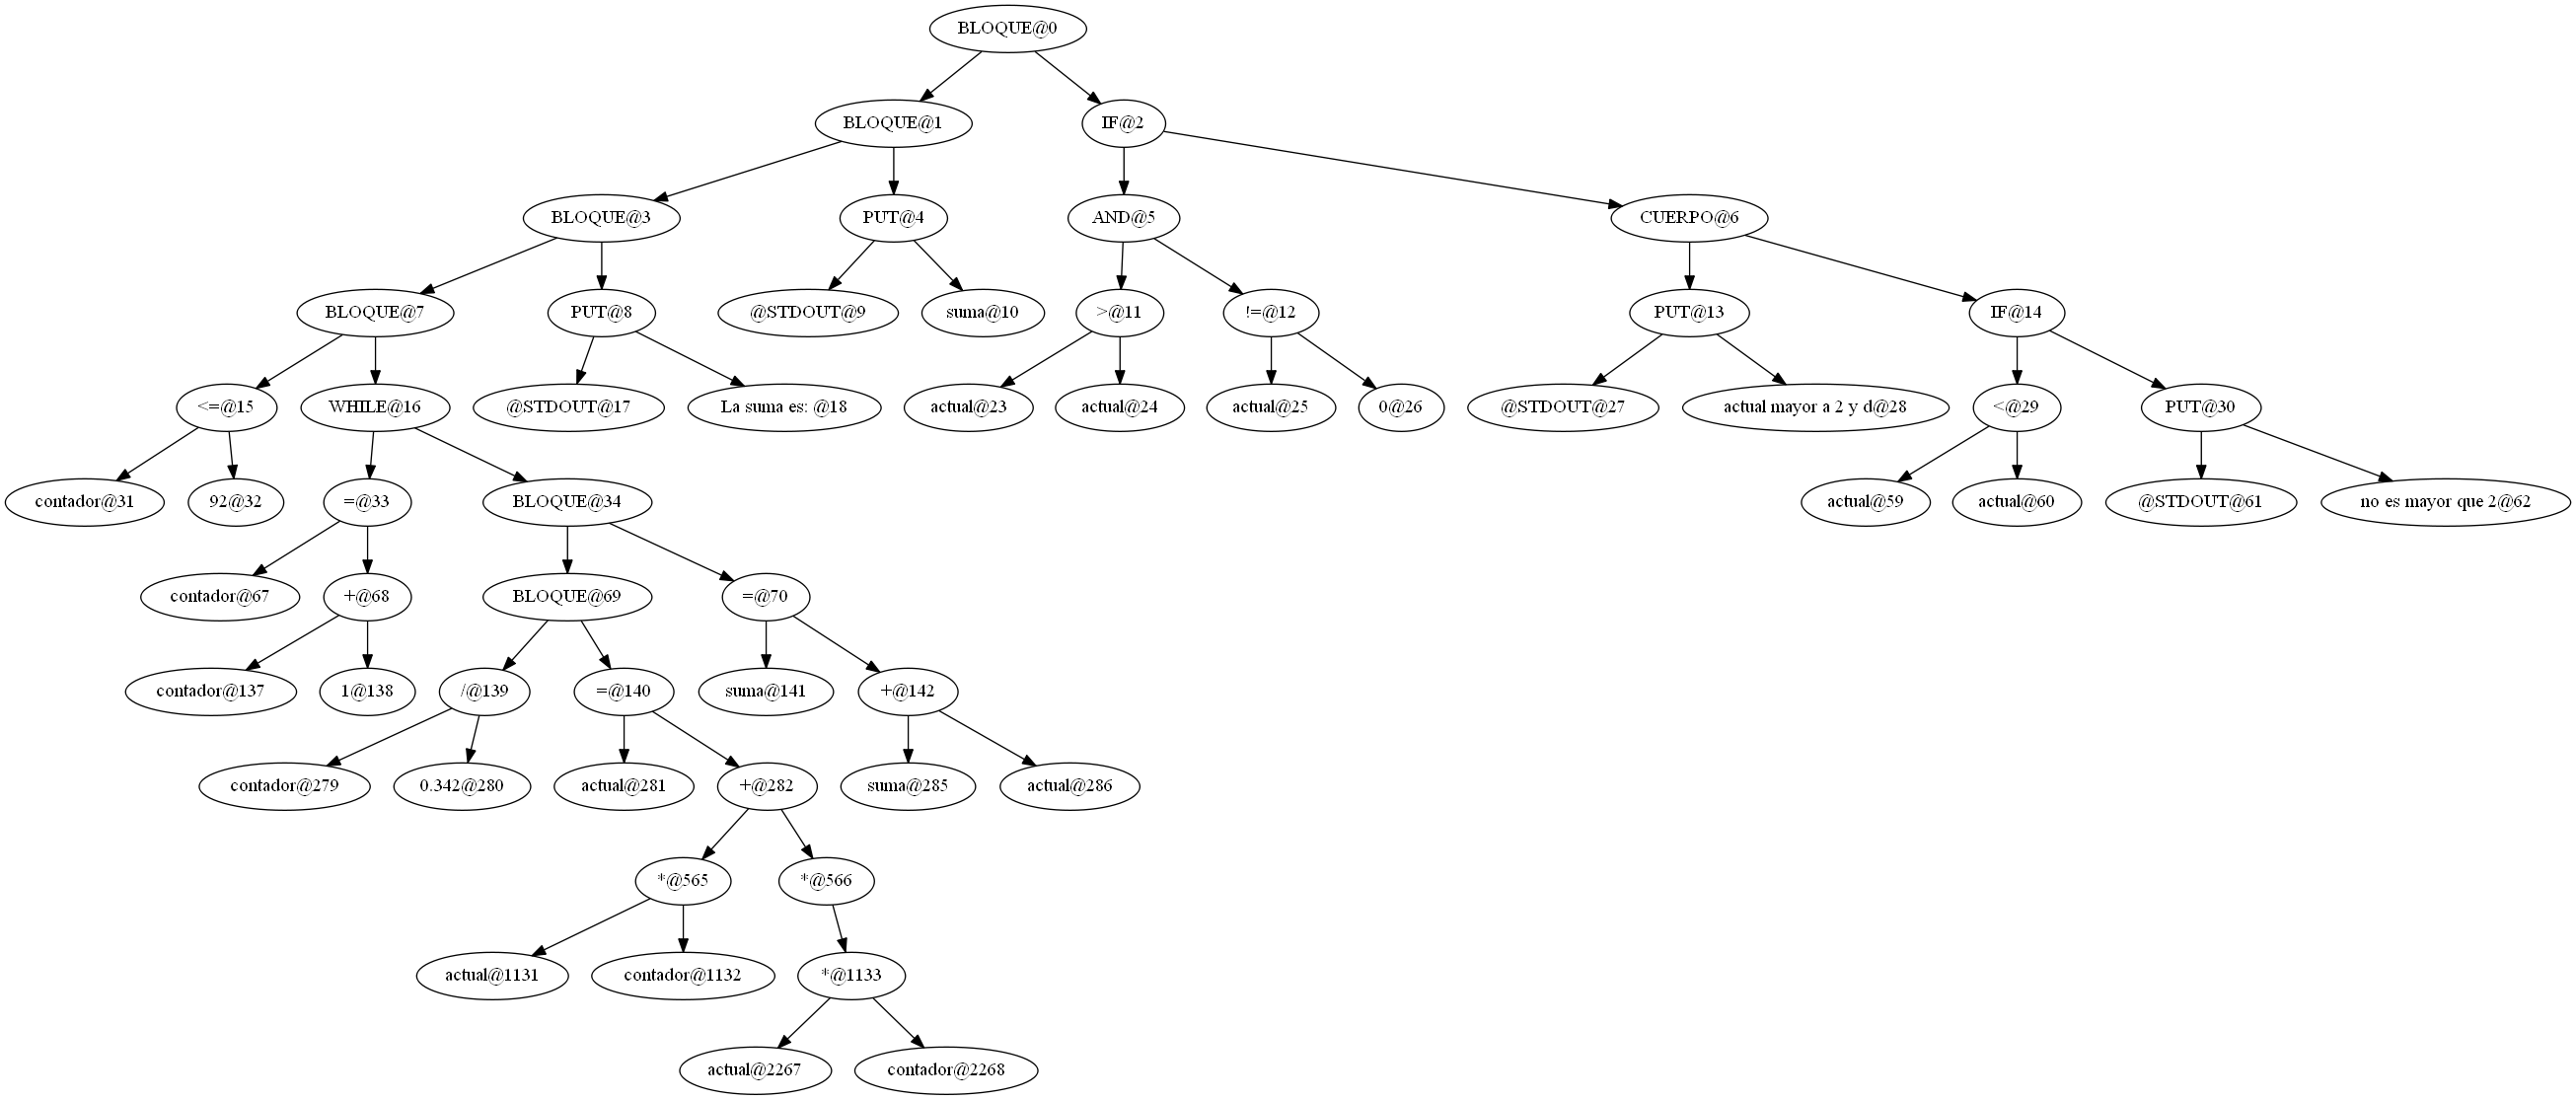 BLOQUE@0
BLOQUE@1
IF@2
BLOQUE@3
PUT@4
AND@5
CUERPO@6
BLOQUE@7
PUT@8
@STDOUT@9
suma@10
>@11
!=@12
PUT@13
IF@14
<=@15
WHILE@16
@STDOUT@17
La suma es: @18
actual@23
actual@24
actual@25
0@26
@STDOUT@27
actual mayor a 2 y d@28
<@29
PUT@30
contador@31
92@32
=@33
BLOQUE@34
actual@59
actual@60
@STDOUT@61
no es mayor que 2@62
contador@67
+@68
BLOQUE@69
=@70
contador@137
1@138
/@139
=@140
suma@141
+@142
contador@279
0.342@280
actual@281
+@282
suma@285
actual@286
*@565
*@566
actual@1131
contador@1132
*@1133
actual@2267
contador@2268